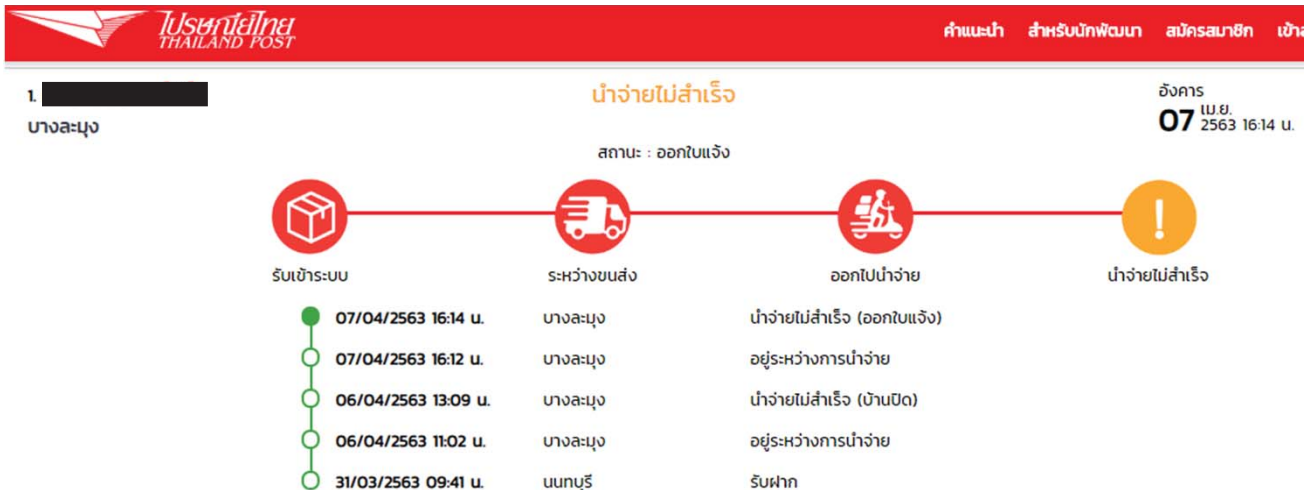 ไปรษณีย์ไทย
THAILAND POST
คำแนะนำ สำหรับนักพัฒนา สมัครสมาชิก
1.
บางละมุง
นำจ่ายไม่สำเร็จ
สถานะ : ออกใบแจ้ง
อังคาร
07 เม.ย. 2563 16:14 น.
รับเข้าระบบ ระหว่างขนส่ง ออกไปนำจ่าย นำจ่ายไม่สำเร็จ
07/04/2563 16:14 น. บางละมุง นำจ่ายไม่สำเร็จ (ออกใบแจ้ง)
07/04/2563 16:12 น. บางละมุง อยู่ระหว่างการนำจ่าย
06/04/2563 13:09 น. บางละมุง นำจ่ายไม่สำเร็จ (บ้านปิด)
06/04/2563 11:02 น. บางละมุง อยู่ระหว่างการนำจ่าย
31/03/2563 09:41 น. นนทบุรี รับฝาก